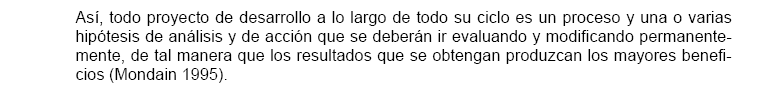 Así, todo proyecto de desarrollo a lo largo de todo su ciclo es un proceso y una o varias
hipótesis de análisis y de acción que se deberán ir evaluando y modificando permanente-
mente, de tal manera que los resultados que se obtengan produzcan los mayores benefi-
cios (Mondain 1995).